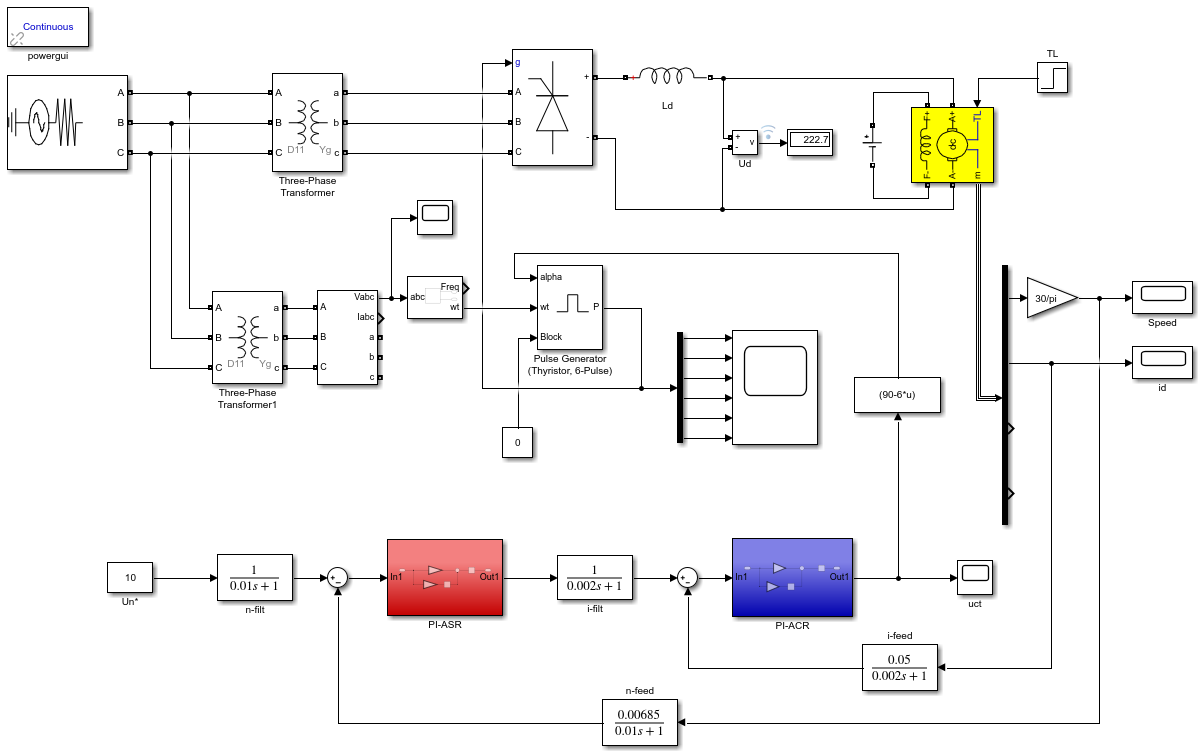 Continuous
powergui
TL
A
B
C
A
B
C
D11
Yg
a
b
c
Three-Phase
Transformer
g
A
B
C
+
-
Ld
+
-
v
Ud
222.7
F+
A+
TL
dc
F-
A-
m
A
B
C
D11
Yg
a
b
c
Three-Phase
Transformer1
A
B
C
Vabc
Iabc
a
b
c
abc
Freq
wt
alpha
wt
Block
P
Pulse Generator
(Thyristor, 6-Pulse)
0
(90-6*u)
30/pi
Speed
id
10
Un*
1
0.01s + 1
n-filt
+
-
In1
Out1
PI-ASR
1
0.002s + 1
i-filt
+
-
In1
Out1
PI-ACR
uct
i-feed
0.05
0.002s + 1
n-feed
0.00685
0.01s + 1